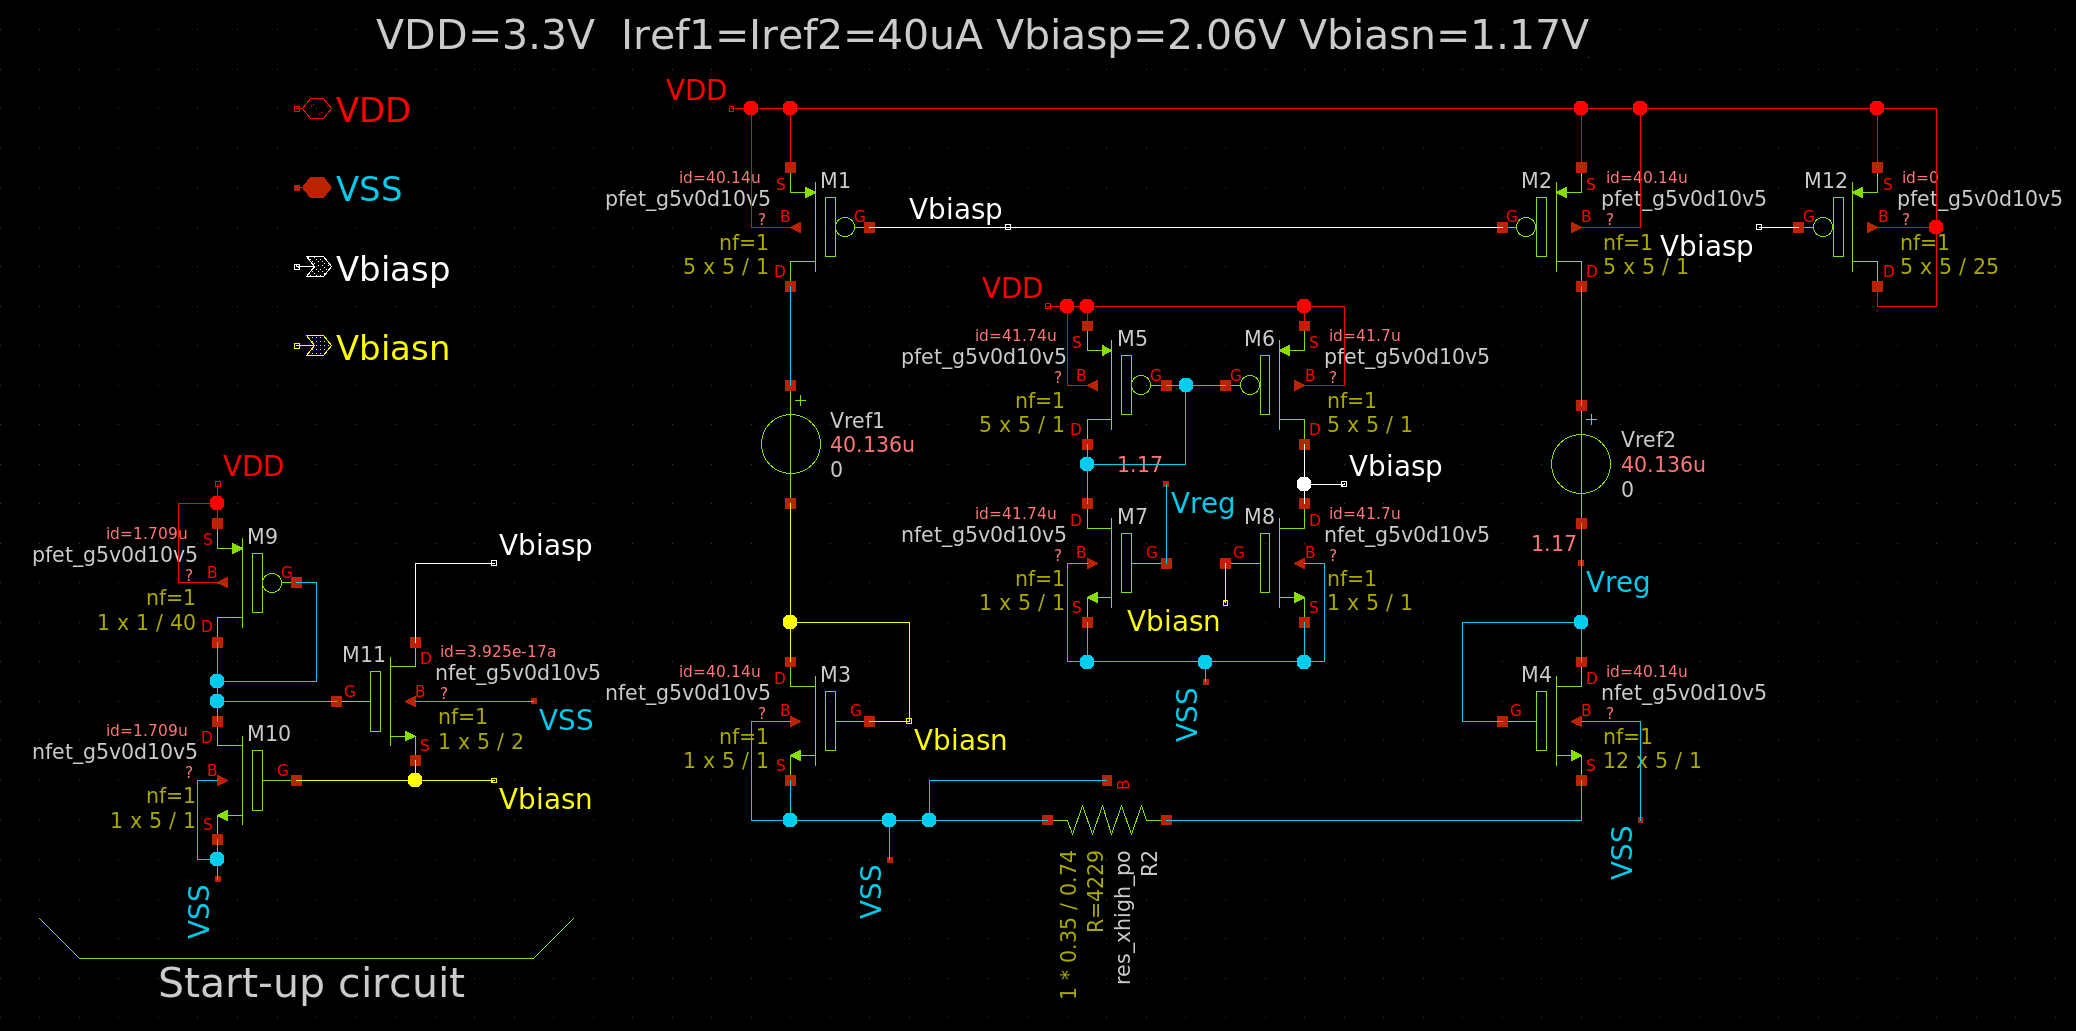 VDD=3.3V  Iref1=Iref2=40uA Vbiasp=2.06V Vbiasn=1.17V
VDD
VSS
Vbiasp
Vbiasn
VDD
id=40.14u
pfet_g5v0d10v5
M1
S
?
B
G
nf=1
5 x 5 / 1
D
Vbiasp
M2
id=40.14u
pfet_g5v0d10v5
S
?
G
B
nf=1
5 x 5 / 1
D
Vbiasp
M12
id=0
pfet_g5v0d10v5
S
?
G
B
nf=1
5 x 5 / 25
D
VDD
id=41.74u
pfet_g5v0d10v5
M5
S
?
B
G
nf=1
5 x 5 / 1
D
M6
id=41.7u
pfet_g5v0d10v5
S
?
G
B
nf=1
5 x 5 / 1
D
1.17
Vreg
Vbiasp
id=41.74u
nfet_g5v0d10v5
M7
D
?
B
G
nf=1
1 x 5 / 1
S
M8
id=41.7u
nfet_g5v0d10v5
D
?
G
B
nf=1
1 x 5 / 1
S
Vbiasn
VSS
+
Vref1
40.136u
0
+
Vref2
40.136u
0
1.17
Vreg
VDD
id=1.709u
pfet_g5v0d10v5
M9
S
?
B
G
nf=1
1 x 1 / 40
D
Vbiasp
M11
id=3.925e-17a
nfet_g5v0d10v5
D
?
G
B
nf=1
1 x 5 / 2
S
VSS
id=1.709u
nfet_g5v0d10v5
M10
D
?
B
G
nf=1
1 x 5 / 1
S
Vbiasn
VSS
Start-up circuit
id=40.14u
nfet_g5v0d10v5
M3
D
?
B
G
nf=1
1 x 5 / 1
S
Vbiasn
VSS
B
1 * 0.35 / 0.74
R=4229
res_xhigh_po
R2
M4
id=40.14u
nfet_g5v0d10v5
D
?
G
B
nf=1
12 x 5 / 1
S
VSS